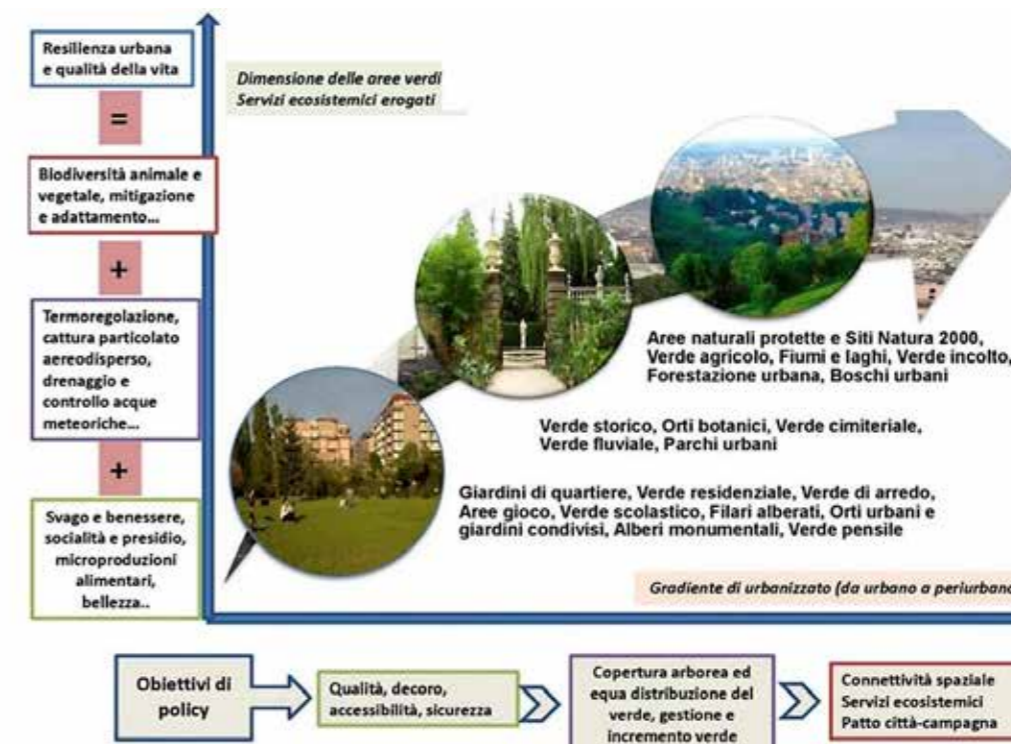 Resilienza urbana
e qualità della vita
=
Biodiversità animale e
vegetale, mitigazione
e adattamento...
+
Termoregolazione,
cattura particolato
aereodisperso,
drenaggio e
controllo acque
meteoriche...
+
Svago e benessere,
socialità e presidio,
microproduzioni
alimentari,
bellezza..
Dimensione delle aree verdi
Servizi ecosistemici erogati
Aree naturali protette e Siti Natura 2000,
Verde agricolo, Fiumi e laghi, Verde incolto,
Forestazione urbana, Boschi urbani
Verde storico, Orti botanici, Verde cimiteriale,
Verde fluviale, Parchi urbani
Giardini di quartiere, Verde residenziale, Verde di arredo,
Aree gioco, Verde scolastico, Filari alberati, Orti urbani e
giardini condivisi, Alberi monumentali, Verde pensile
Gradiente di urbanizzato (da urbano a periurbano
Obiettivi di
policy
Qualità, decoro,
accessibilità, sicurezza
Copertura arborea ed
equa distribuzione del
verde, gestione e
incremento verde
Connettività spaziale
Servizi ecosistemici
Patto città-campagna